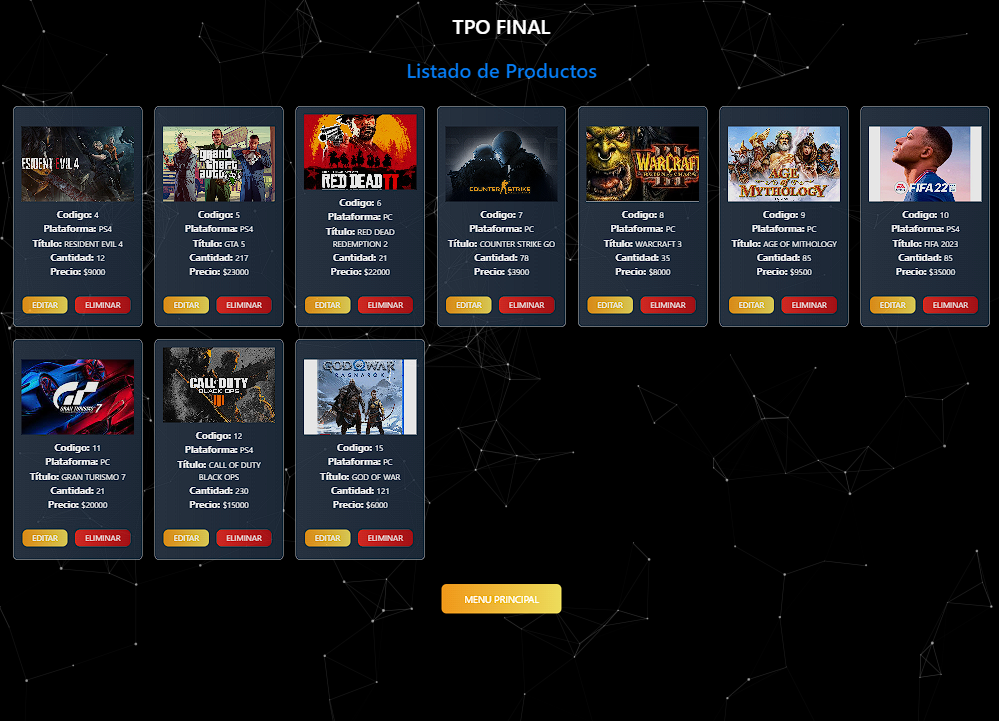 TPO FINAL
Listado de Productos
RESIDENT EVIL 4
Codigo: 4
Plataforma: PS4
Título: RESIDENT EVIL 4
Cantidad: 12
Precio: $9000
EDITAR ELIMINAR
grand
theft
auto
Codigo: 5
Plataforma: PS4
Título: GTA 5
Cantidad: 217
Precio: $23000
EDITAR ELIMINAR
RED DEAD II
Codigo: 6
Plataforma: PC
Título: RED DEAD
REDEMPTION 2
Cantidad: 21
Precio: $22000
EDITAR ELIMINAR
COUNTER STRIKE
Codigo: 7
Plataforma: PC
Título: COUNTER STRIKE GO
Cantidad: 78
Precio: $3900
EDITAR ELIMINAR
WARCRAFT
III
REIGN OF CHAOS
Codigo: 8
Plataforma: PC
Título: WARCRAFT 3
Cantidad: 35
Precio: $8000
EDITAR ELIMINAR
AGE
of
MYTHOLOGY
Codigo: 9
Plataforma: PC
Título: AGE OF MITHOLOGY
Cantidad: 85
Precio: $9500
EDITAR ELIMINAR
FIFA 22
Codigo: 10
Plataforma: PS4
Título: FIFA 2023
Cantidad: 85
Precio: $35000
EDITAR ELIMINAR
GT
GRAN TURISMO 7
Codigo: 11
Plataforma: PC
Título: GRAN TURISMO 7
Cantidad: 21
Precio: $20000
EDITAR ELIMINAR
CALL OF DUTY
BLACK OPS
IIII
Codigo: 12
Plataforma: PS4
Título: CALL OF DUTY
BLACK OPS
Cantidad: 230
Precio: $15000
EDITAR ELIMINAR
GOD OF WAR
RAGNAROK
Codigo: 15
Plataforma: PC
Título: GOD OF WAR
Cantidad: 121
Precio: $6000
EDITAR ELIMINAR
MENU PRINCIPAL